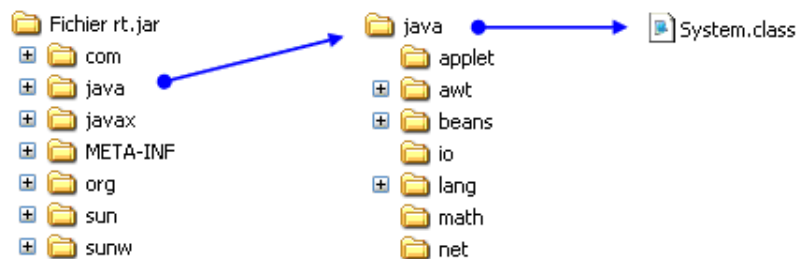 Fichier rt.jar
com
java
javax
META-INF
org
sun
sunw
java
applet
awt
beans
io
lang
math
net
System.class